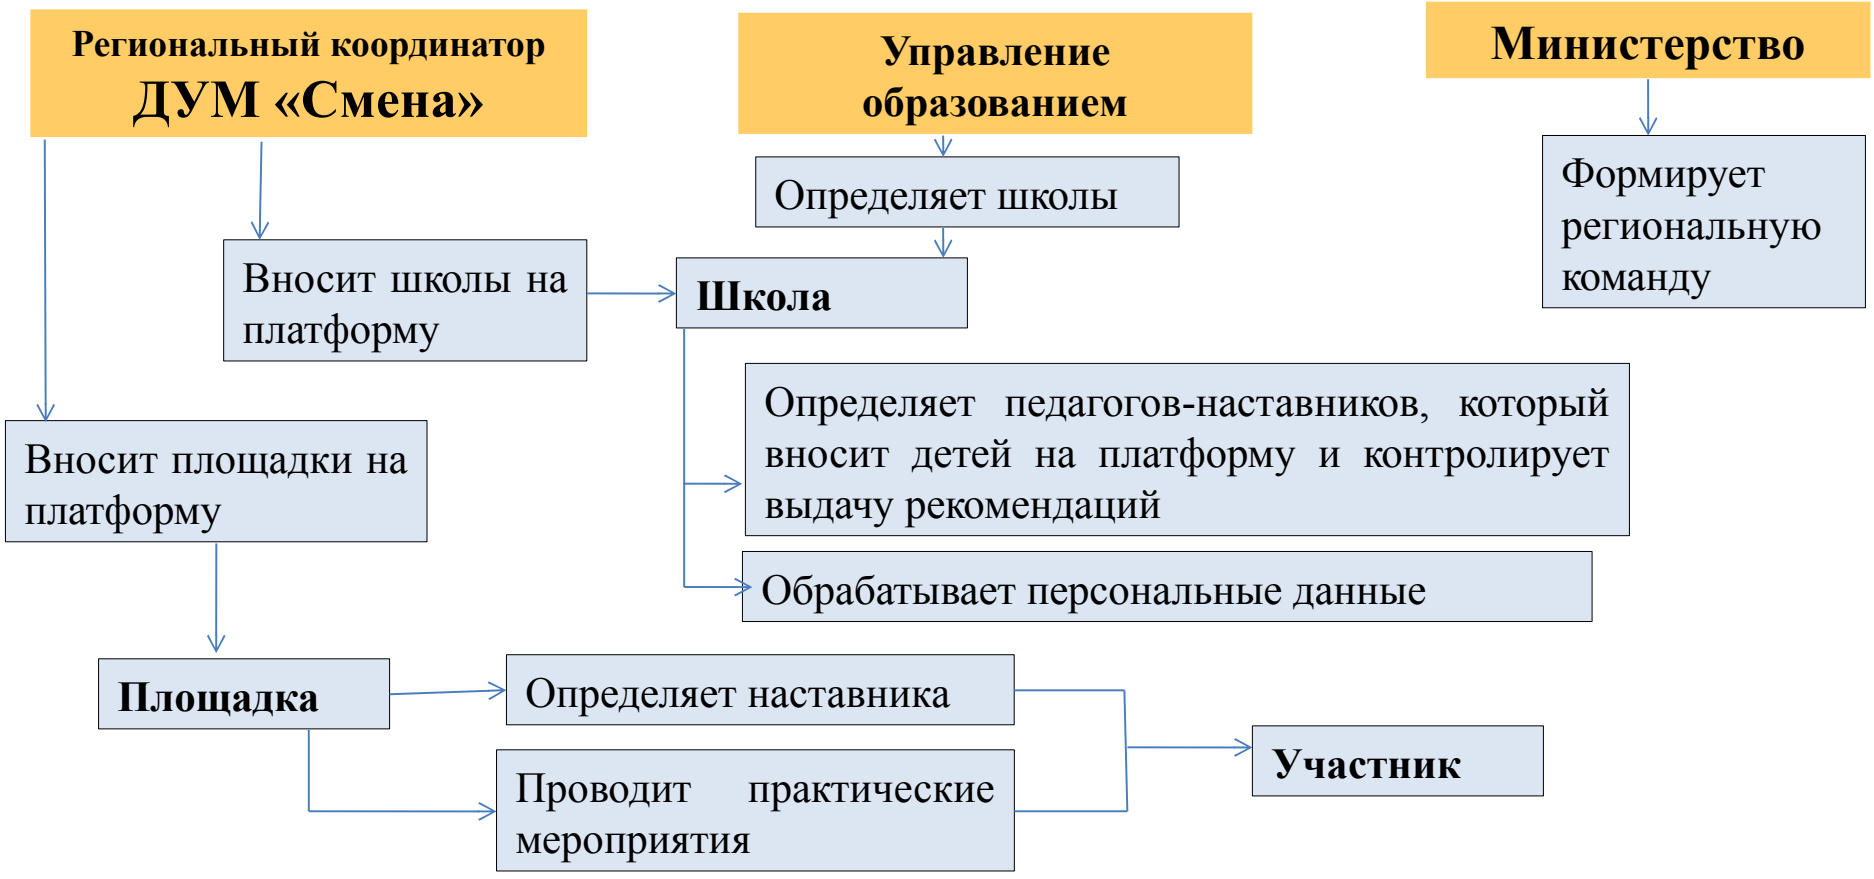 Региональный координатор
ДУМ «Смена»
Управление
образованием
Министерство
Определяет школы
Формирует
региональную
команду
Вносит школы на
платформу
Школа
Определяет педагогов-наставников, который
вносит детей на платформу и контролирует
выдачу рекомендаций
Вносит площадки на
платформу
Обрабатывает персональные данные
Площадка
Определяет наставника
Проводит практические
мероприятия
Участник